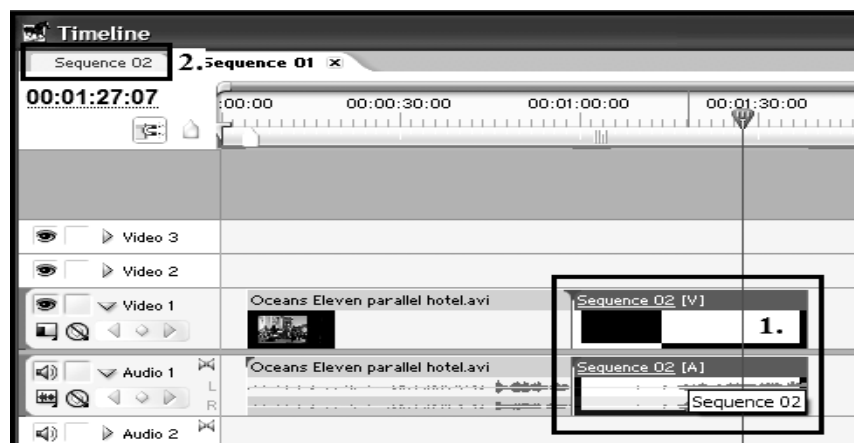 Timeline
Sequence 02 2. Sequence 01 x
00:01:27:07 :00:00 00:00:30:00 00:01:00:00 00:01:30:00
Video 3
Video 2
Video 1 Oceans Eleven parallel hotel.avi Sequence 02 [V]
1.
Audio 1 Oceans Eleven parallel hotel.avi Sequence 02 [A]
L
R
Sequence 02
Audio 2